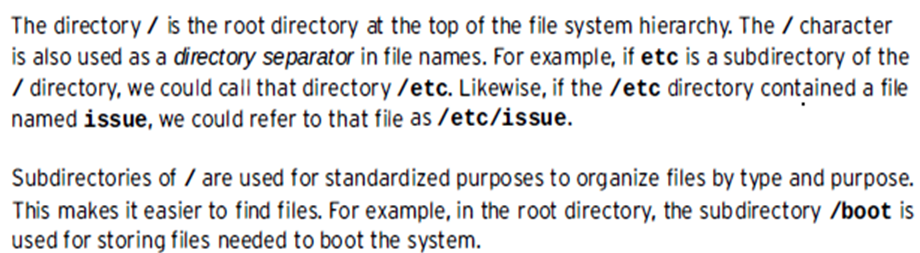 The directory / is the root directory at the top of the file system hierarchy. The / character
is also used as a directory separator in file names. For example, if etc is a subdirectory of the
/ directory, we could call that directory /etc. Likewise, if the /etc directory contained a file
named issue, we could refer to that file as /etc/issue.
Subdirectories of / are used for standardized purposes to organize files by type and purpose.
This makes it easier to find files. For example, in the root directory, the subdirectory /boot is
used for storing files needed to boot the system.